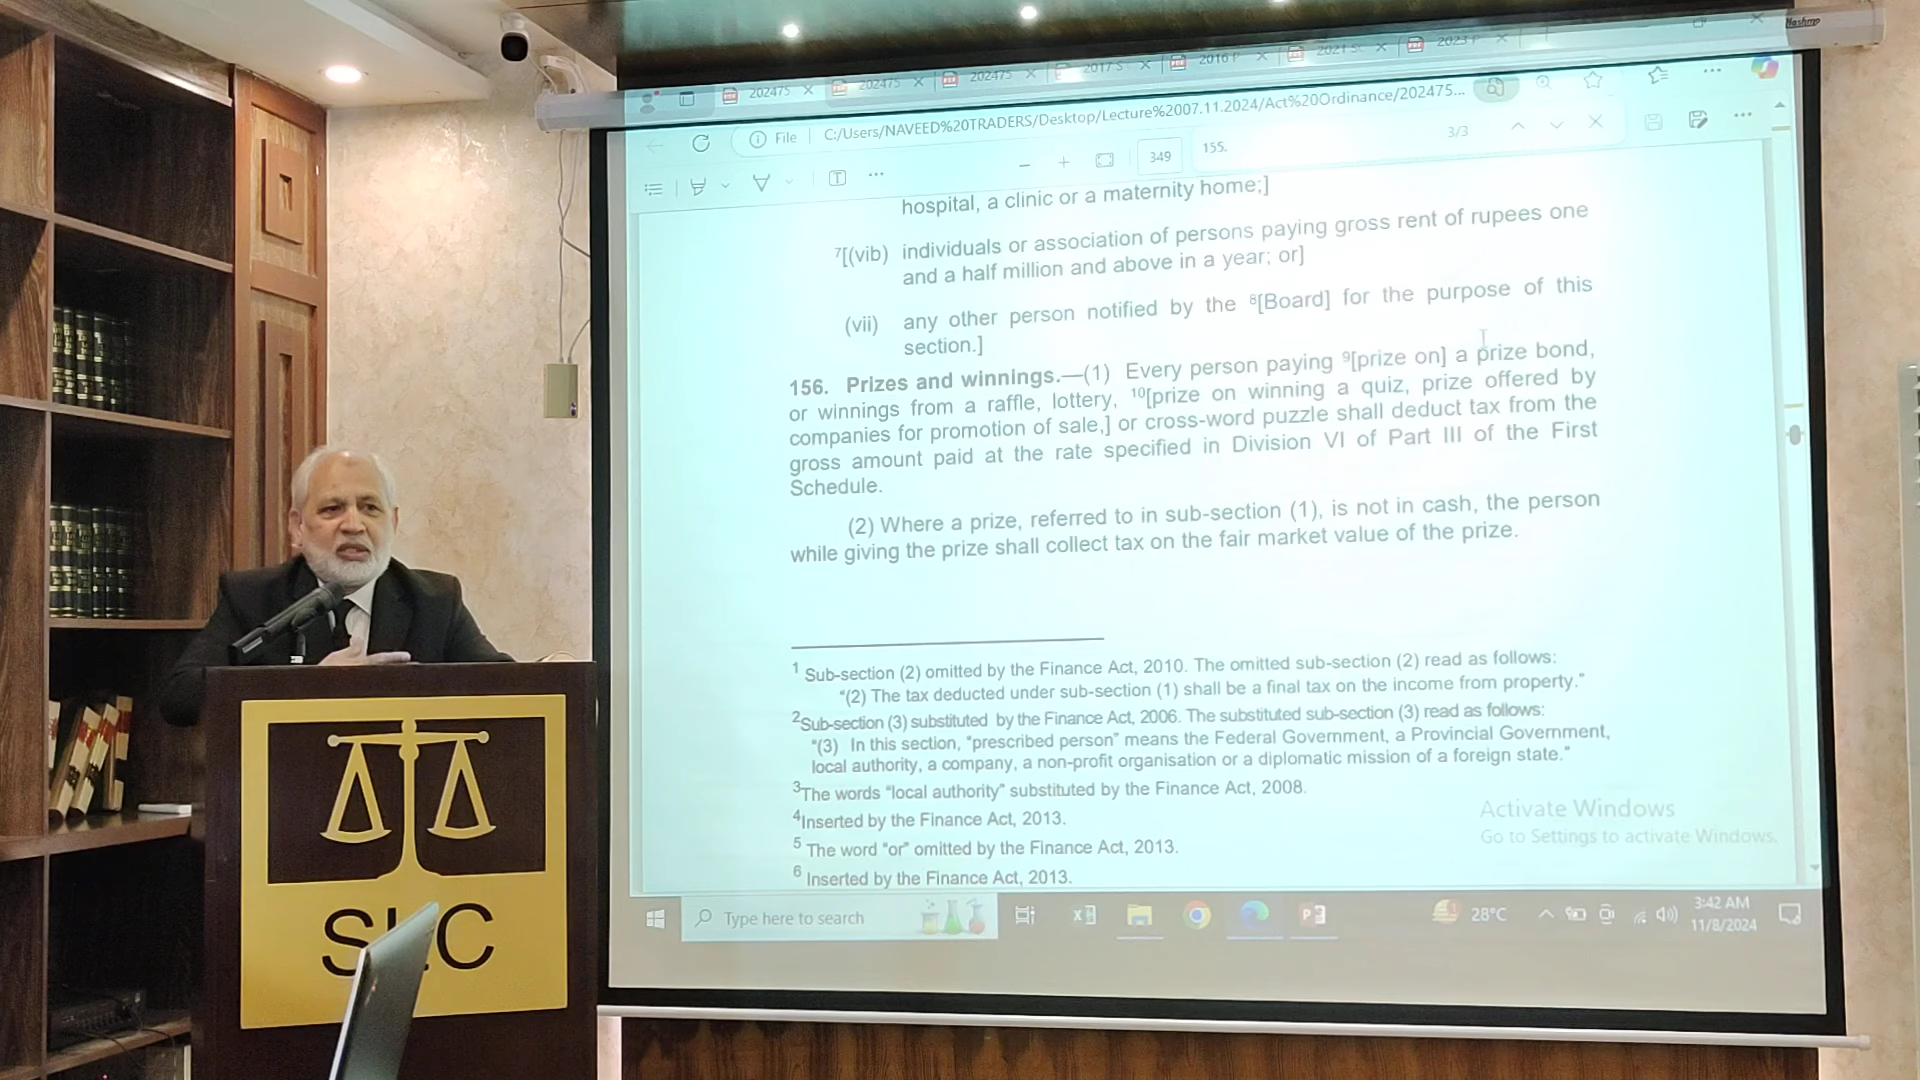 Hashmo
202475
202475
202475
2017 S
2016 P
2021 S
2023 P
File
C:/Users/NAVEED%20TRADERS/Desktop/Lecture%2007.11.2024/Act%20Ordinance/202475...
349
155.
3/3
hospital, a clinic or a maternity home;]
7[(vib) individuals or association of persons paying gross rent of rupees one
and a half million and above in a year; or]
(vii) any other person notified by the 8[Board] for the purpose of this
section.]
156. Prizes and winnings.—(1) Every person paying 9[prize on] a prize bond,
or winnings from a raffle, lottery, 10[prize on winning a quiz, prize offered by
companies for promotion of sale,] or cross-word puzzle shall deduct tax from the
gross amount paid at the rate specified in Division VI of Part III of the First
Schedule.
(2) Where a prize, referred to in sub-section (1), is not in cash, the person
while giving the prize shall collect tax on the fair market value of the prize.
1 Sub-section (2) omitted by the Finance Act, 2010. The omitted sub-section (2) read as follows:
“(2) The tax deducted under sub-section (1) shall be a final tax on the income from property.”
2Sub-section (3) substituted by the Finance Act, 2006. The substituted sub-section (3) read as follows:
“(3) In this section, “prescribed person” means the Federal Government, a Provincial Government,
local authority, a company, a non-profit organisation or a diplomatic mission of a foreign state.”
3The words “local authority” substituted by the Finance Act, 2008.
4Inserted by the Finance Act, 2013.
5 The word “or” omitted by the Finance Act, 2013.
6 Inserted by the Finance Act, 2013.
Activate Windows
Go to Settings to activate Windows.
Type here to search
28°C
3:42 AM
11/8/2024
SLC